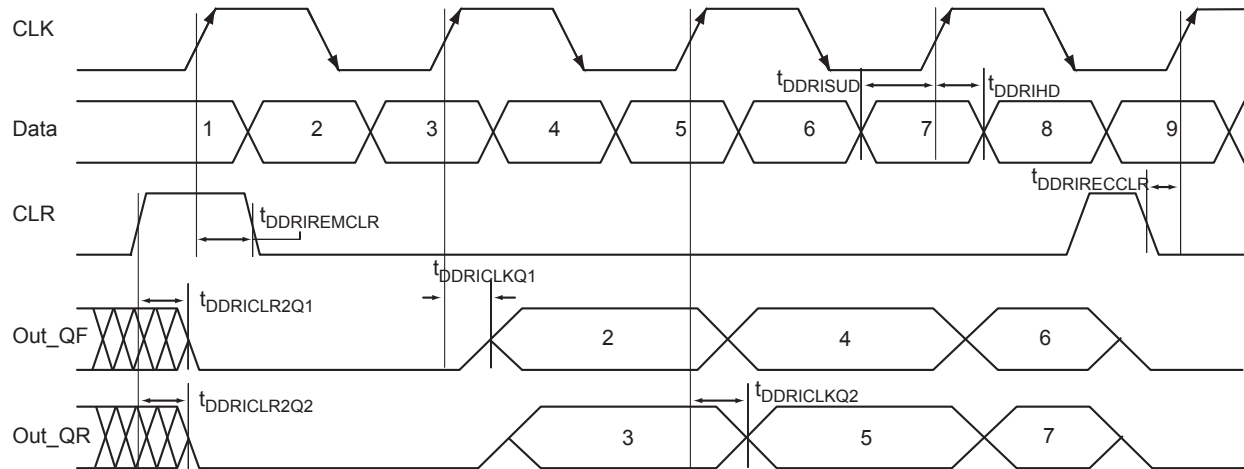 CLK
tDDRISUD
tDDRIHD
Data
1 2 3 4 5 6 7 8 9
tDDRIRECCLR
CLR
tDDRIREMCLR
tDDRICLKQ1
tDDRICLR2Q1
Out_QF
2 4 6
tDDRICLR2Q2
tDDRICLKQ2
Out_QR
3 5 7